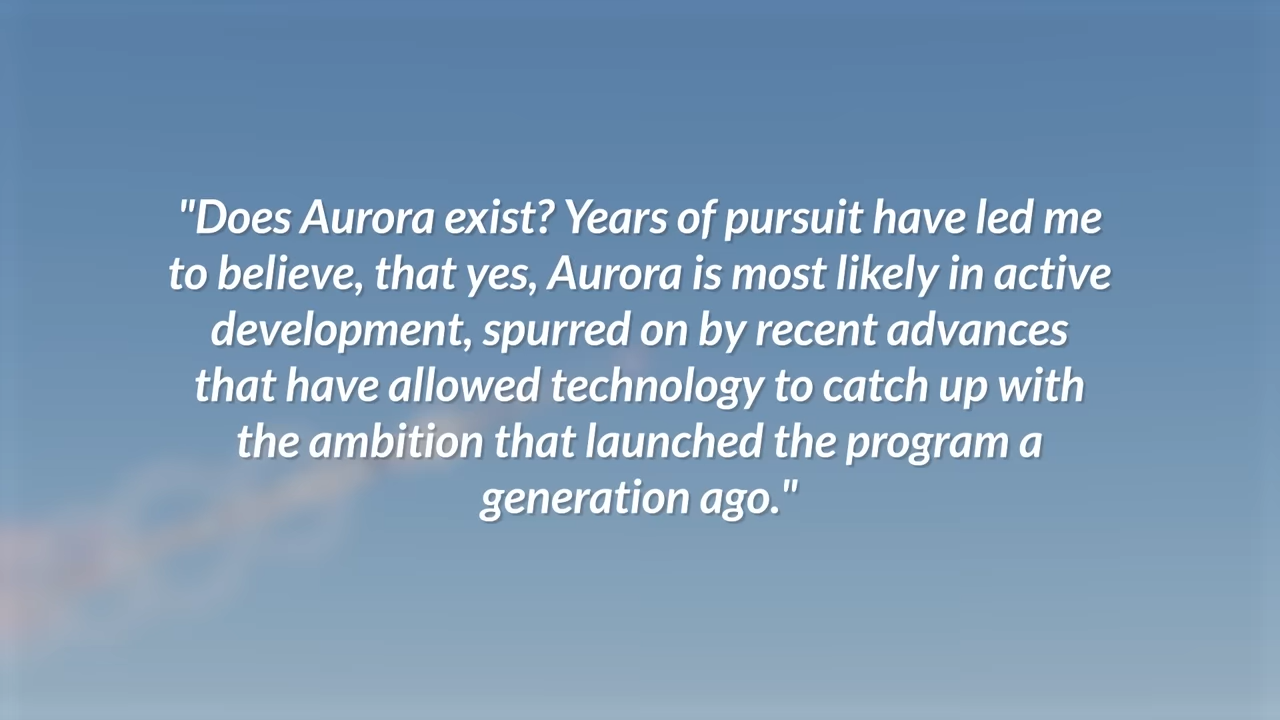 "Does Aurora exist? Years of pursuit have led me
to believe, that yes, Aurora is most likely in active
development, spurred on by recent advances
that have allowed technology to catch up with
the ambition that launched the program a
generation ago."